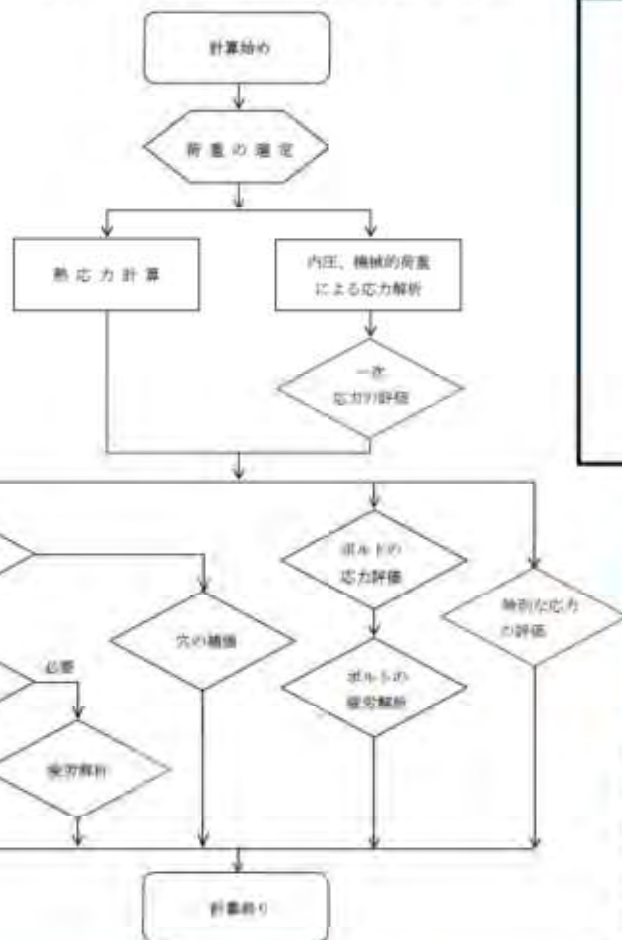 計算始め
荷重の選定
熱応力計算
内圧、機械的荷重
による応力解析
一次
応力の評価
ボルトの
応力評価
特別な応力
の評価
穴の補償
必要
ボルトの
疲労解析
疲労解析
計算終り